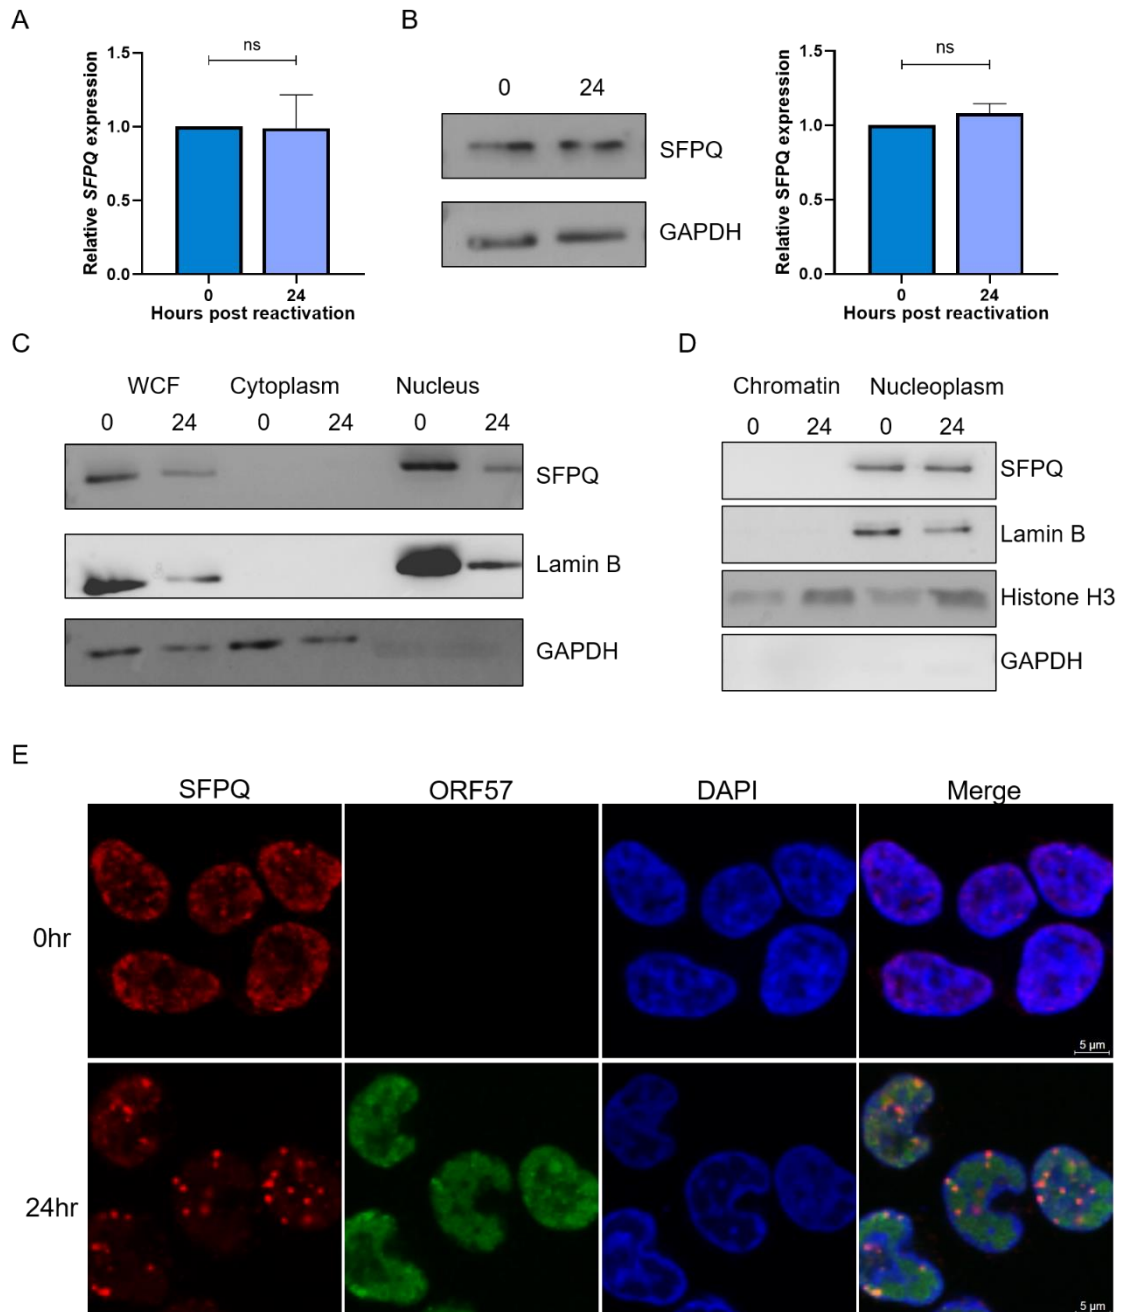 A
Relative SFPQ expression
1.5
1.0
0.5
0.0
ns
0
24
Hours post reactivation
B
0 24
SFPQ
GAPDH
Relative SFPQ expression
1.5
1.0
0.5
0.0
ns
0
24
Hours post reactivation
C
WCF Cytoplasm Nucleus
0 24 0 24 0 24
SFPQ
Lamin B
GAPDH
D
Chromatin Nucleoplasm
0 24 0 24
SFPQ
Lamin B
Histone H3
GAPDH
E
SFPQ ORF57 DAPI Merge
0hr
5 µm
24hr
5 µm